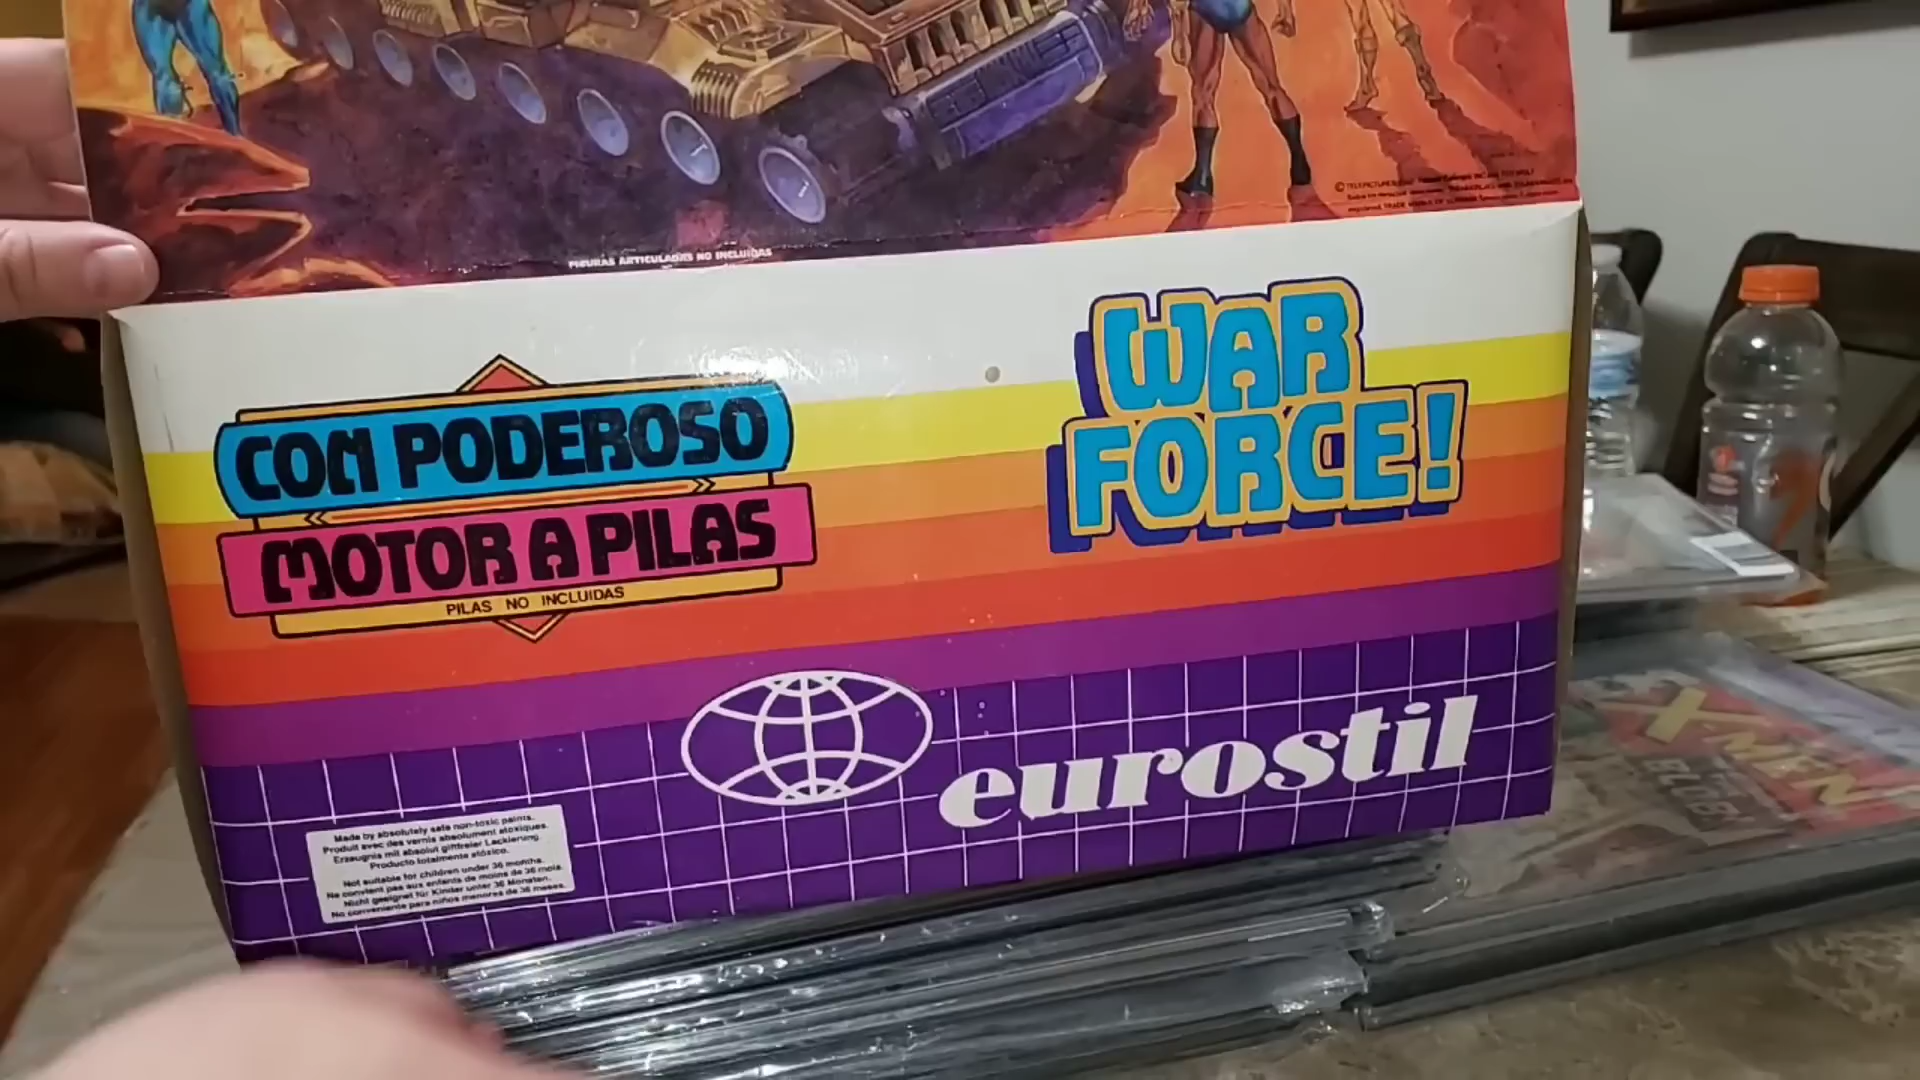 © TELEPICTURES
FIGURAS ARTICULADAS NO INCLUIDAS
WAR
FORCE!
CON PODEROSO
MOTOR A PILAS
PILAS NO INCLUIDAS
eurostil
Made by absolutely safe non-toxic paints.
Produit avec des vernis absolument atoxiques.
Erzeugnis mit absolut giftfreier Lackierung.
Producto totalmente atóxico.
Not suitable for children under 36 months.
Ne convient pas aux enfants de moins de 36 mois.
Nicht geeignet für Kinder unter 36 Monaten.
No conveniente para niños menores de 36 meses.
X-MEN